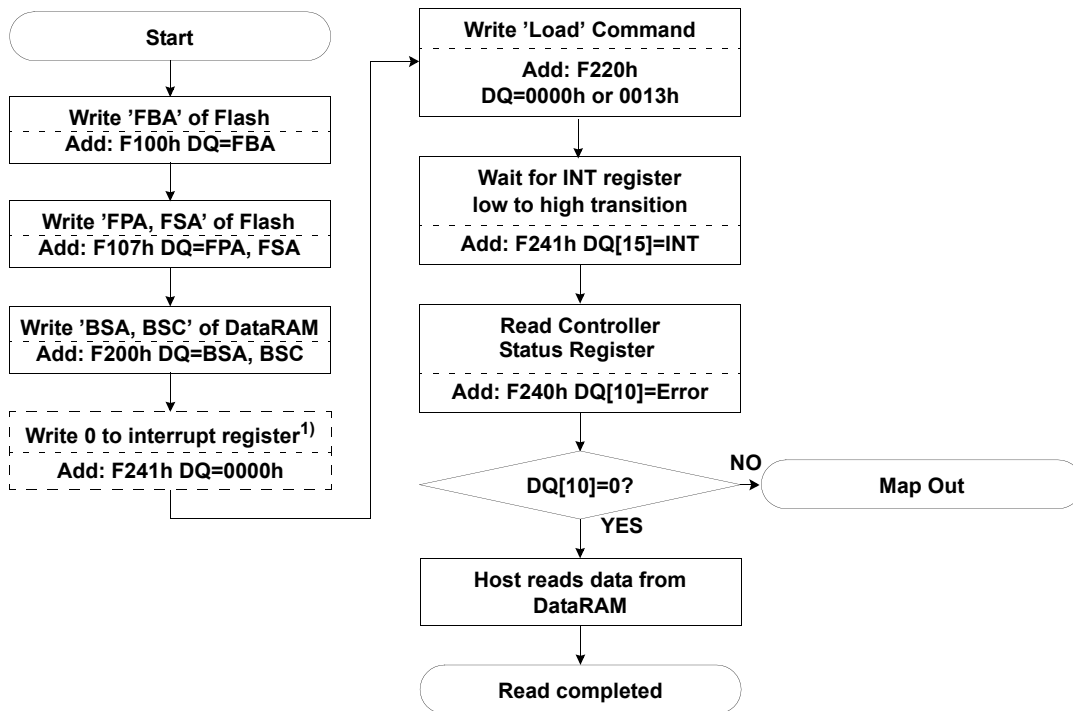 Start
Write ’FBA’ of Flash
Add: F100h DQ=FBA
Write ’FPA, FSA’ of Flash
Add: F107h DQ=FPA, FSA
Write ’BSA, BSC’ of DataRAM
Add: F200h DQ=BSA, BSC
Write 0 to interrupt register1)
Add: F241h DQ=0000h
Write ’Load’ Command
Add: F220h
DQ=0000h or 0013h
Wait for INT register
low to high transition
Add: F241h DQ[15]=INT
Read Controller
Status Register
Add: F240h DQ[10]=Error
DQ[10]=0?
NO
Map Out
YES
Host reads data from
DataRAM
Read completed